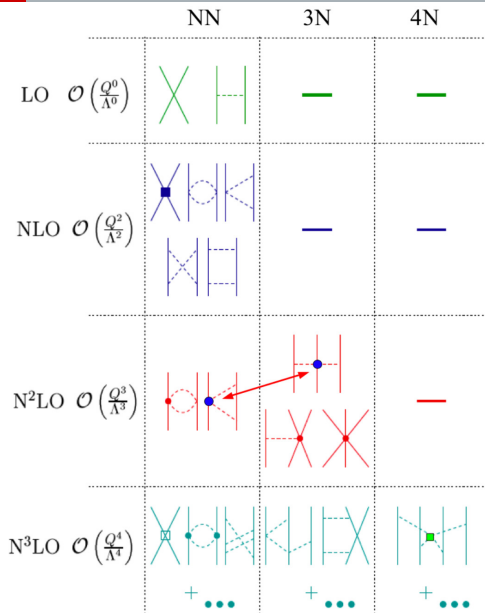 NN 3N 4N
LO 𝒪(Q⁰/Λ⁰)
NLO 𝒪(Q²/Λ²)
N²LO 𝒪(Q³/Λ³)
N³LO 𝒪(Q⁴/Λ⁴)
+ ••• + ••• + •••